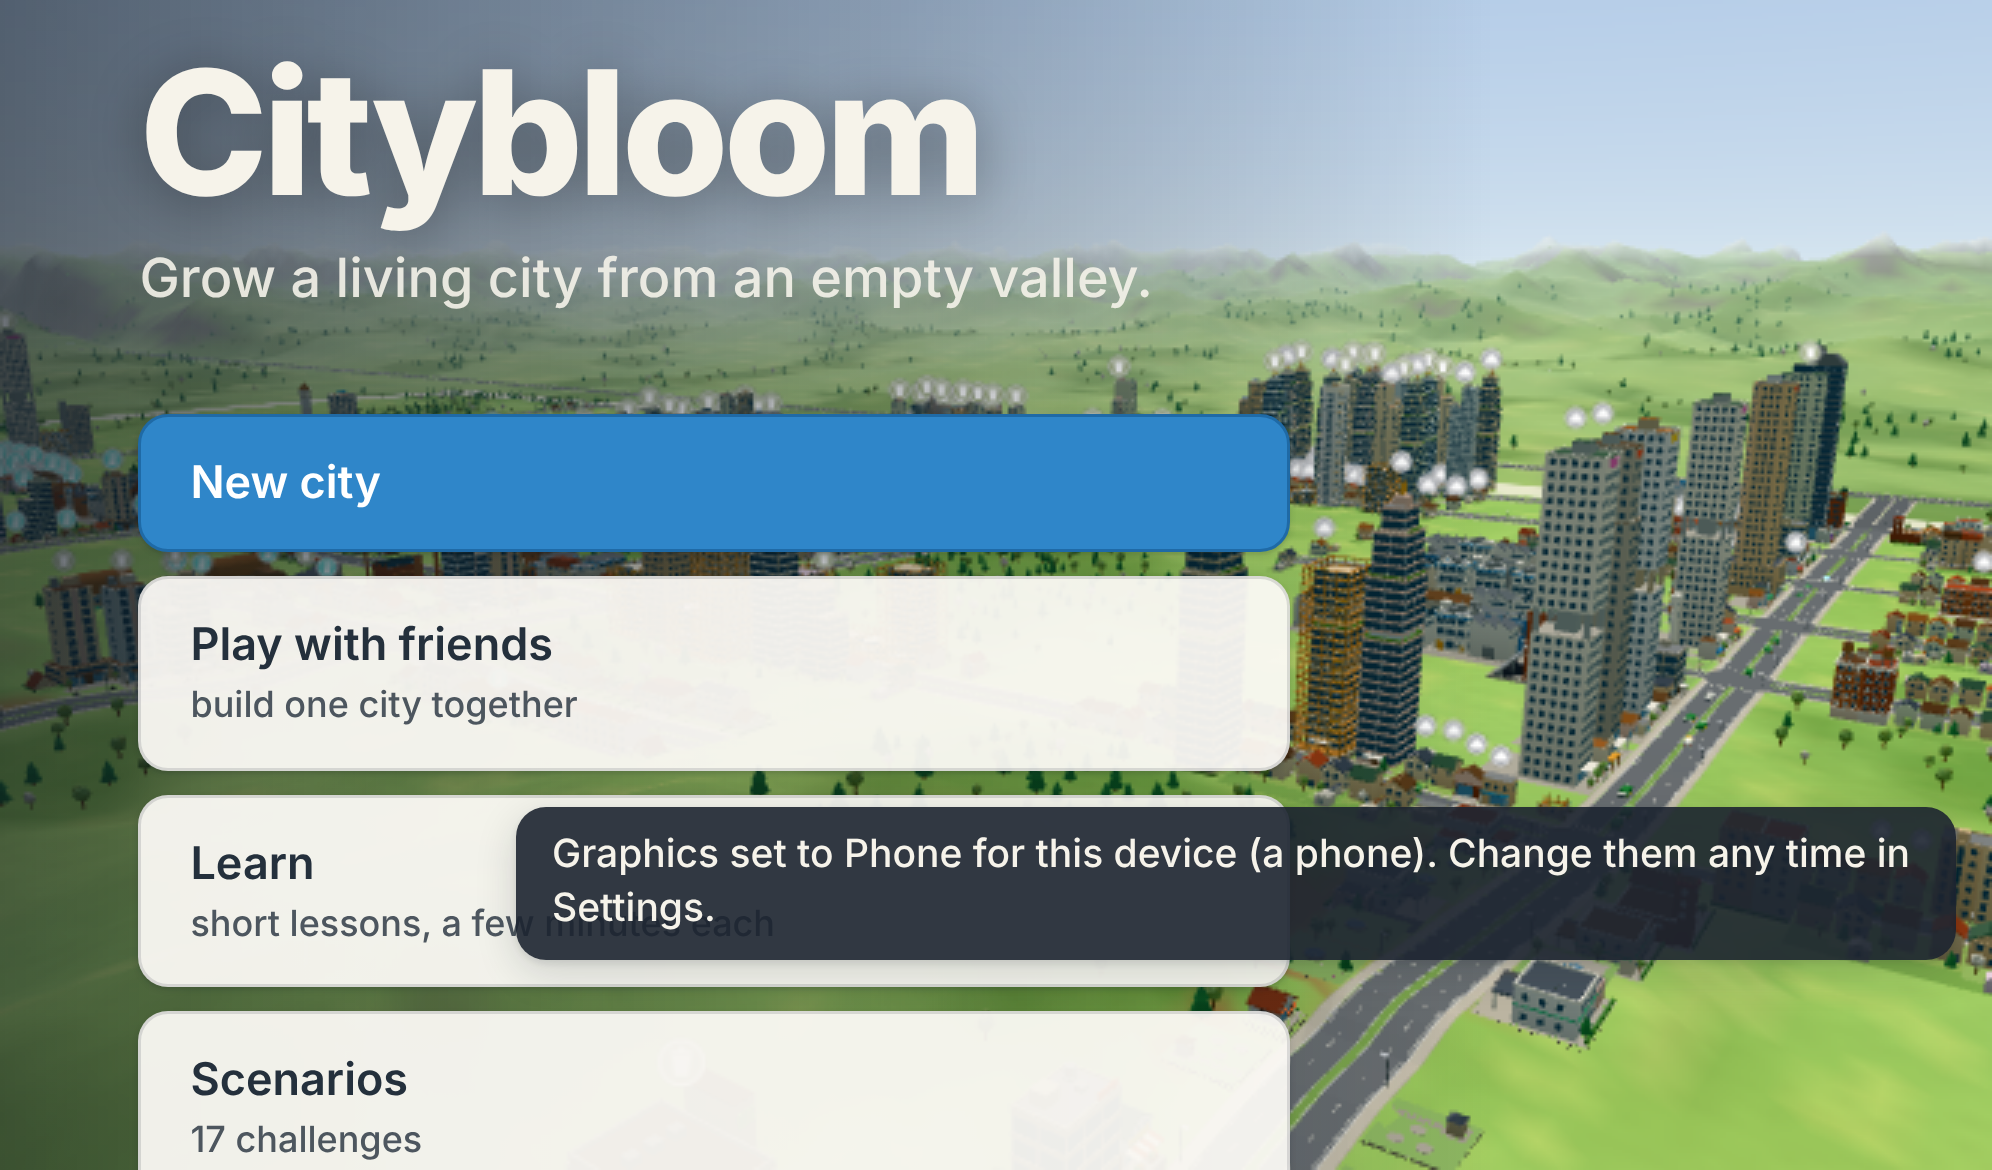 Citybloom
Grow a living city from an empty valley.
New city
Play with friends
build one city together
Learn
short lessons, a few minutes each
Graphics set to Phone for this device (a phone). Change them any time in
Settings.
Scenarios
17 challenges